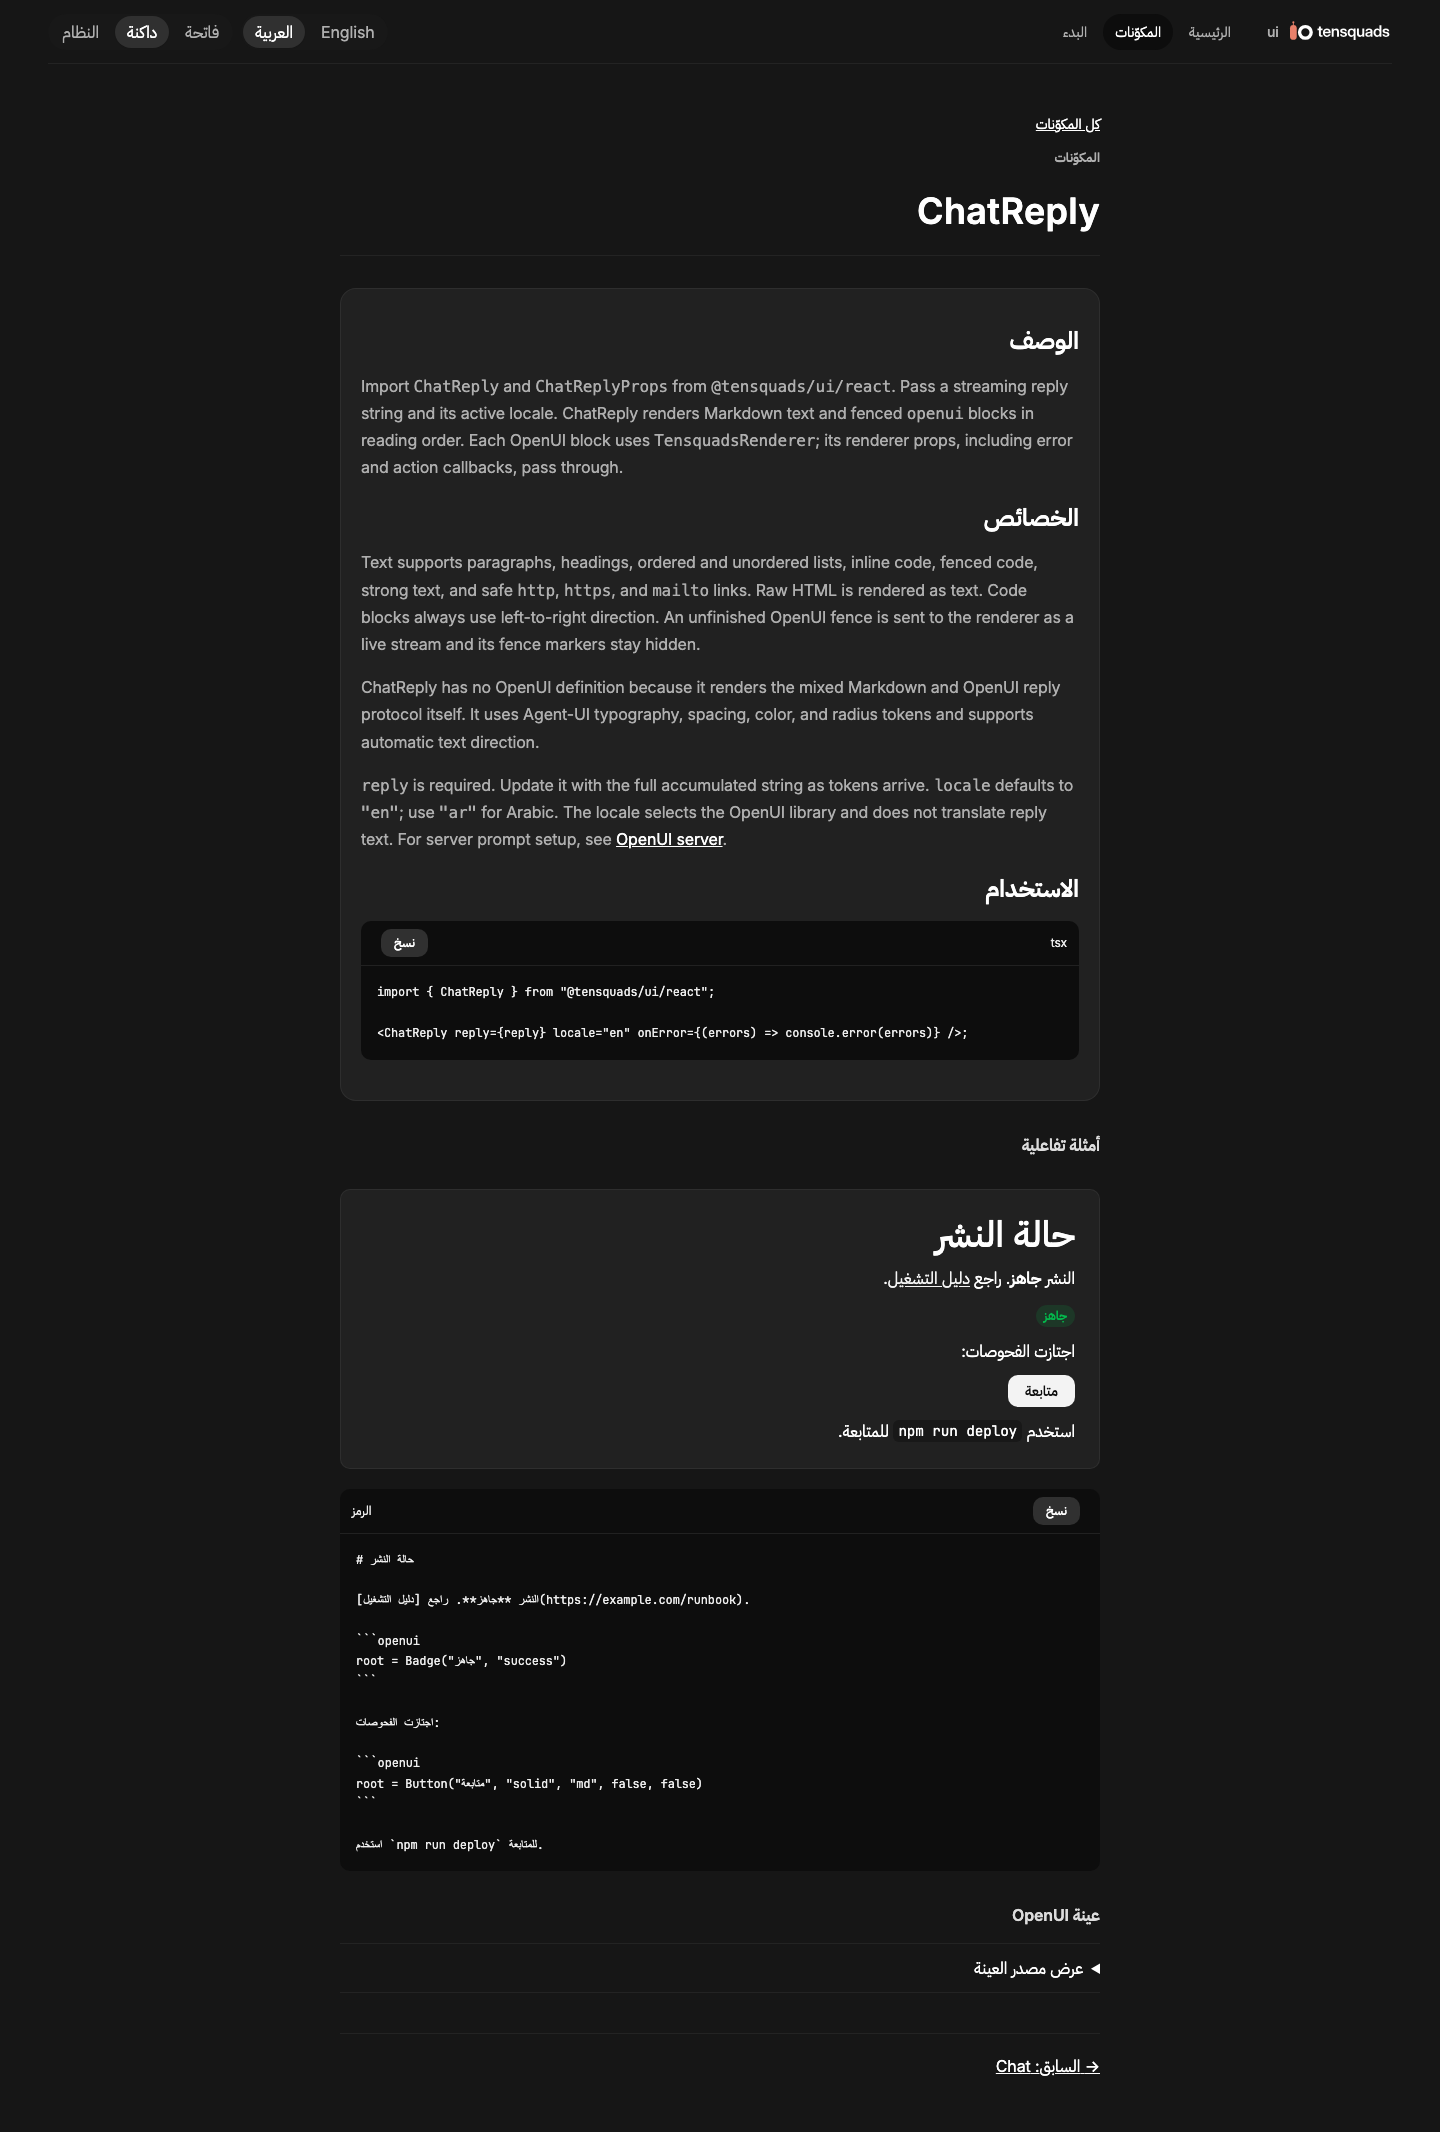 tensquads ui
الرئيسية المكوّنات البدء
English العربية
فاتحة داكنة النظام
كل المكوّنات
المكوّنات
ChatReply
الوصف
Import ChatReply and ChatReplyProps from @tensquads/ui/react. Pass a streaming reply
string and its active locale. ChatReply renders Markdown text and fenced openui blocks in
reading order. Each OpenUI block uses TensquadsRenderer; its renderer props, including error
and action callbacks, pass through.
الخصائص
Text supports paragraphs, headings, ordered and unordered lists, inline code, fenced code,
strong text, and safe http, https, and mailto links. Raw HTML is rendered as text. Code
blocks always use left-to-right direction. An unfinished OpenUI fence is sent to the renderer as a
live stream and its fence markers stay hidden.
ChatReply has no OpenUI definition because it renders the mixed Markdown and OpenUI reply
protocol itself. It uses Agent-UI typography, spacing, color, and radius tokens and supports
automatic text direction.
reply is required. Update it with the full accumulated string as tokens arrive. locale defaults to
"en"; use "ar" for Arabic. The locale selects the OpenUI library and does not translate reply
text. For server prompt setup, see OpenUI server.
الاستخدام
tsx نسخ
import { ChatReply } from "@tensquads/ui/react";
<ChatReply reply={reply} locale="en" onError={(errors) => console.error(errors)} />;
أمثلة تفاعلية
حالة النشر
النشر جاهز. راجع دليل التشغيل.
جاهز
اجتازت الفحوصات:
متابعة
استخدم npm run deploy للمتابعة.
نسخ الرمز
# حالة النشر
النشر **جاهز**. راجع [دليل التشغيل](https://example.com/runbook).
```openui
root = Badge("جاهز", "success")
```
اجتازت الفحوصات:
```openui
root = Button("متابعة", "solid", "md", false, false)
```
استخدم `npm run deploy` للمتابعة.
عينة OpenUI
◀ عرض مصدر العينة
→ السابق: Chat